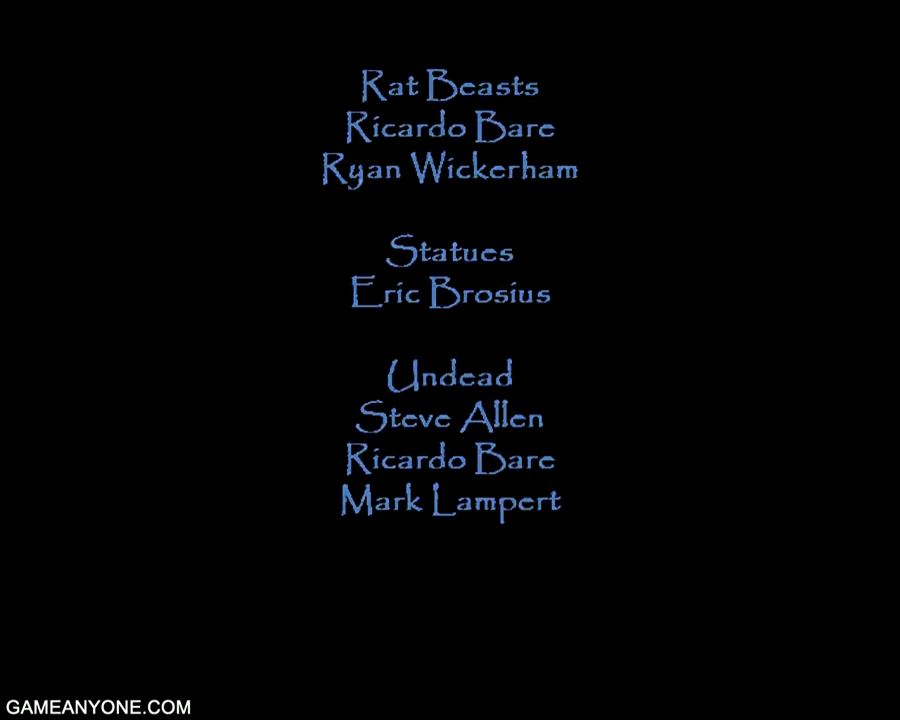 Rat Beasts
Ricardo Bare
Ryan Wickerham
Statues
Eric Brosius
Undead
Steve Allen
Ricardo Bare
Mark Lampert
GAMEANYONE.COM